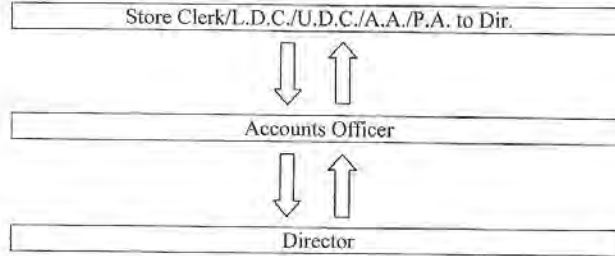 Store Clerk/L.D.C./U.D.C./A.A./P.A. to Dir.
Accounts Officer
Director